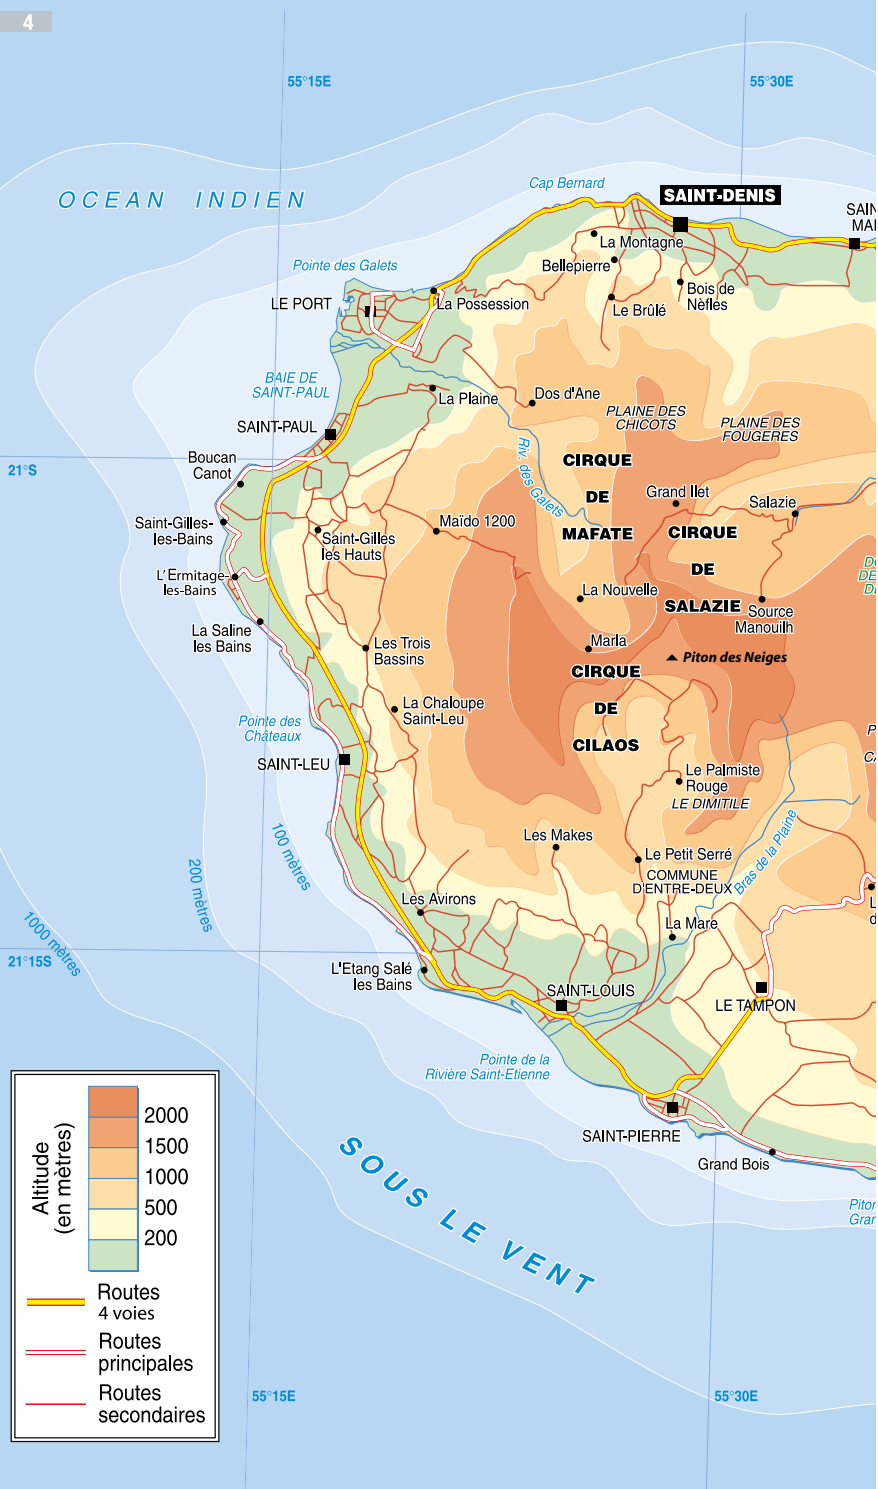 4
55°15E
55°30E
OCEAN INDIEN
Cap Bernard
SAINT-DENIS
La Montagne
Bellepierre
Pointe des Galets
LE PORT
La Possession
Bois de
Nèfles
Le Brûlé
BAIE DE
SAINT-PAUL
La Plaine
Dos d'Ane
PLAINE DES
CHICOTS
PLAINE DES
FOUGERES
SAINT-PAUL
21°S
Boucan
Canot
Riv. des Galets
CIRQUE
DE
MAFATE
Grand Ilet
Salazie
Saint-Gilles-
les-Bains
Saint-Gilles
les Hauts
Maïdo 1200
CIRQUE
DE
SALAZIE
L'Ermitage-
les-Bains
La Nouvelle
Source
Manouilh
La Saline
les Bains
Les Trois
Bassins
Marla
Piton des Neiges
CIRQUE
DE
CILAOS
La Chaloupe
Saint-Leu
Pointe des
Châteaux
SAINT-LEU
Le Palmiste
Rouge
LE DIMITILE
Les Makes
Le Petit Serré
COMMUNE
D'ENTRE-DEUX
Bras de la Plaine
100 mètres
200 mètres
1000 mètres
Les Avirons
La Mare
21°15S
L'Etang Salé
les Bains
SAINT-LOUIS
LE TAMPON
Pointe de la
Rivière Saint-Etienne
SAINT-PIERRE
Grand Bois
SOUS LE VENT
Altitude
(en mètres)
2000
1500
1000
500
200
Routes
4 voies
Routes
principales
Routes
secondaires
55°15E
55°30E